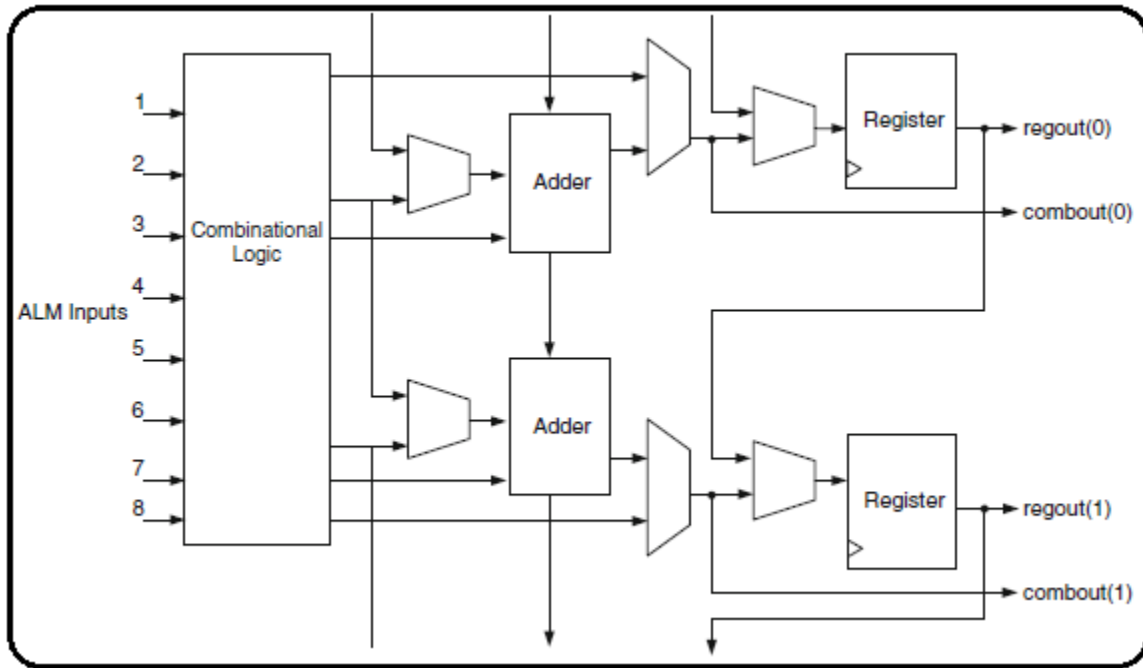 1
2
3
4
5
6
7
8
ALM Inputs
Combinational
Logic
Adder
Adder
Register
Register
regout(0)
combout(0)
regout(1)
combout(1)